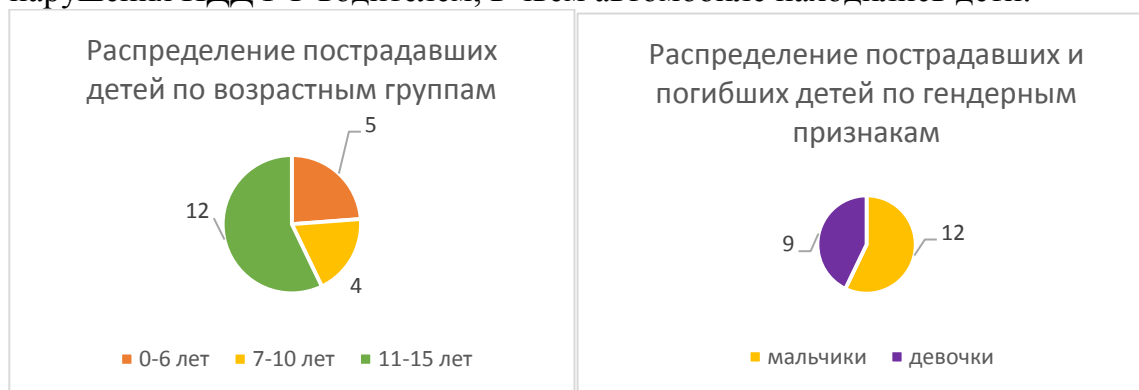 Распределение пострадавших
детей по возрастным группам
5
12
4
0-6 лет 7-10 лет 11-15 лет
Распределение пострадавших и
погибших детей по гендерным
признакам
9
12
мальчики девочки